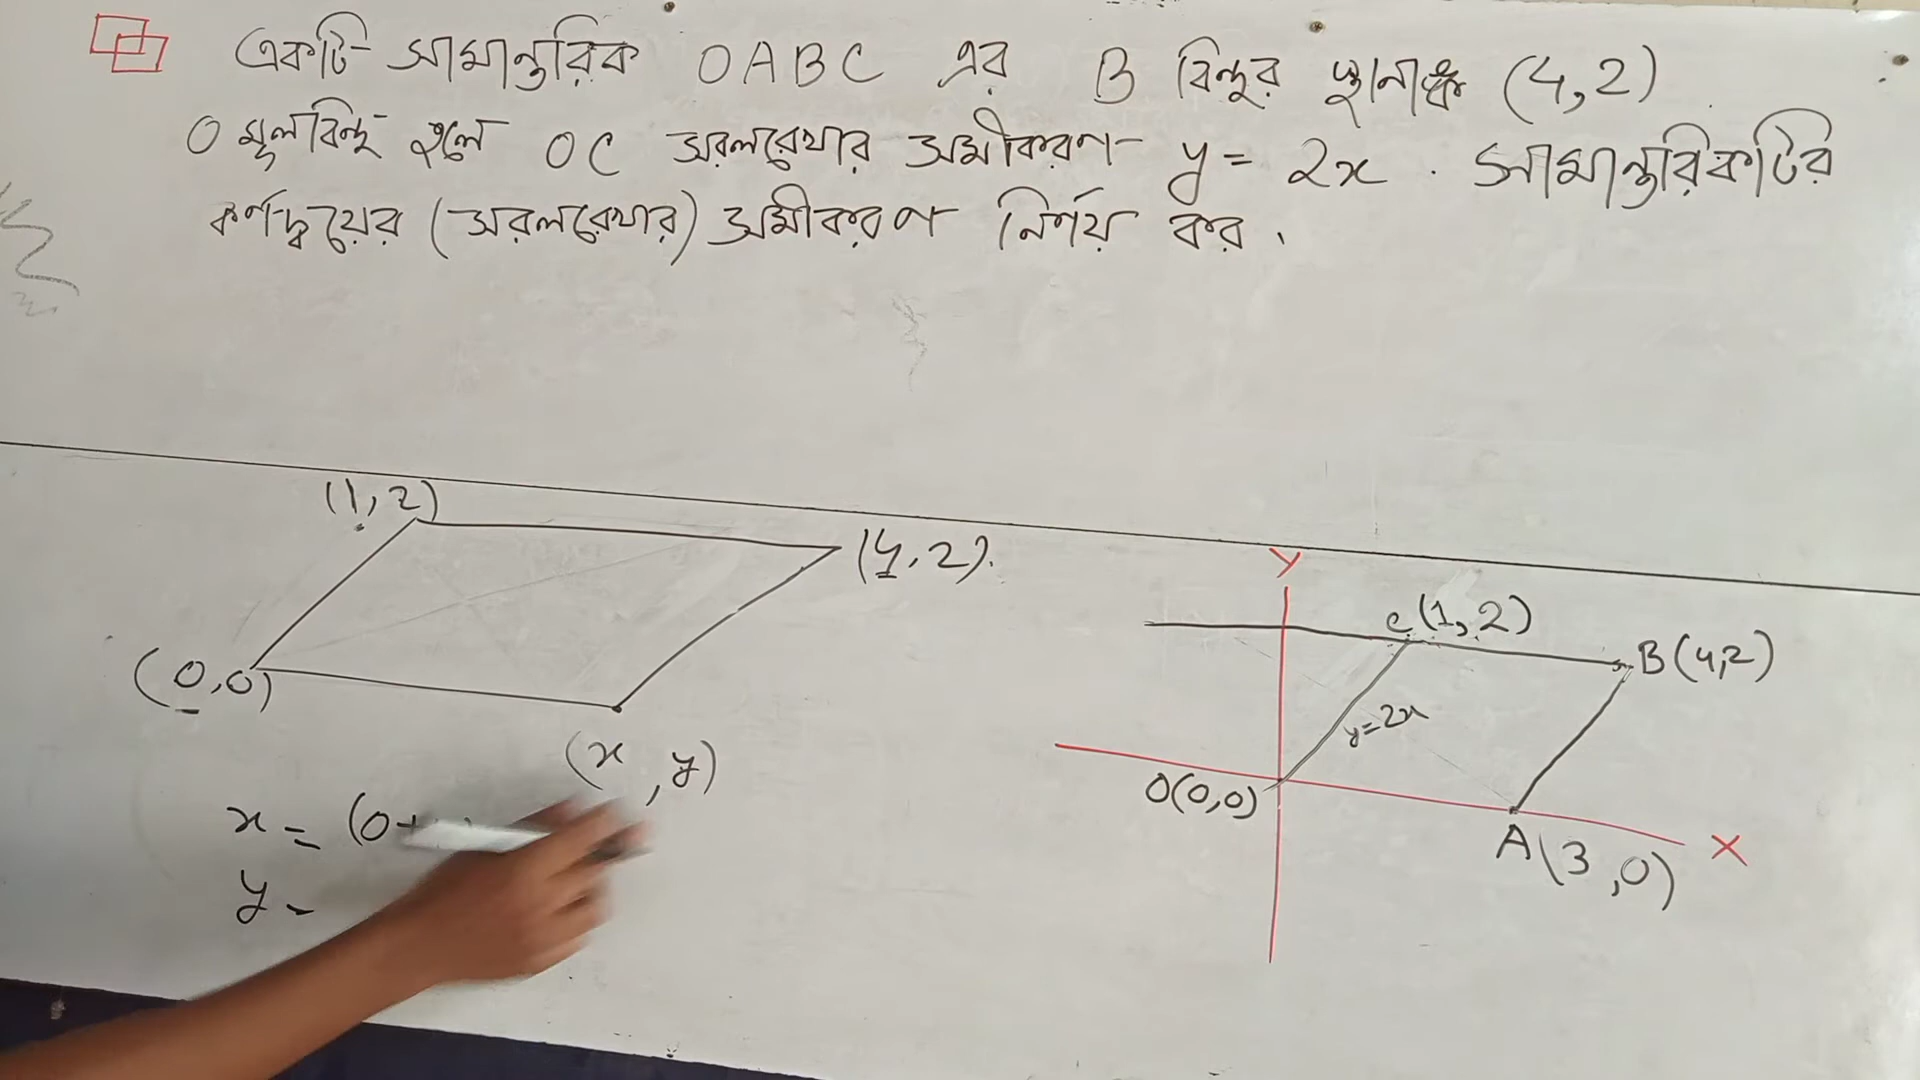 একটি সামান্তরিক OABC এর B বিন্দুর স্থানাঙ্ক (4,2)
O মূলবিন্দু হলে OC সরলরেখার সমীকরণ y = 2x . সামান্তরিকটির
কর্ণদ্বয়ের (সরলরেখার) সমীকরণ নির্ণয় কর .
(1, 2)
(4, 2).
(0,0)
(x , y)
x = (0+
y =
Y
C (1, 2)
B (4,2)
y=2x
O(0,0)
A (3 ,0)
X